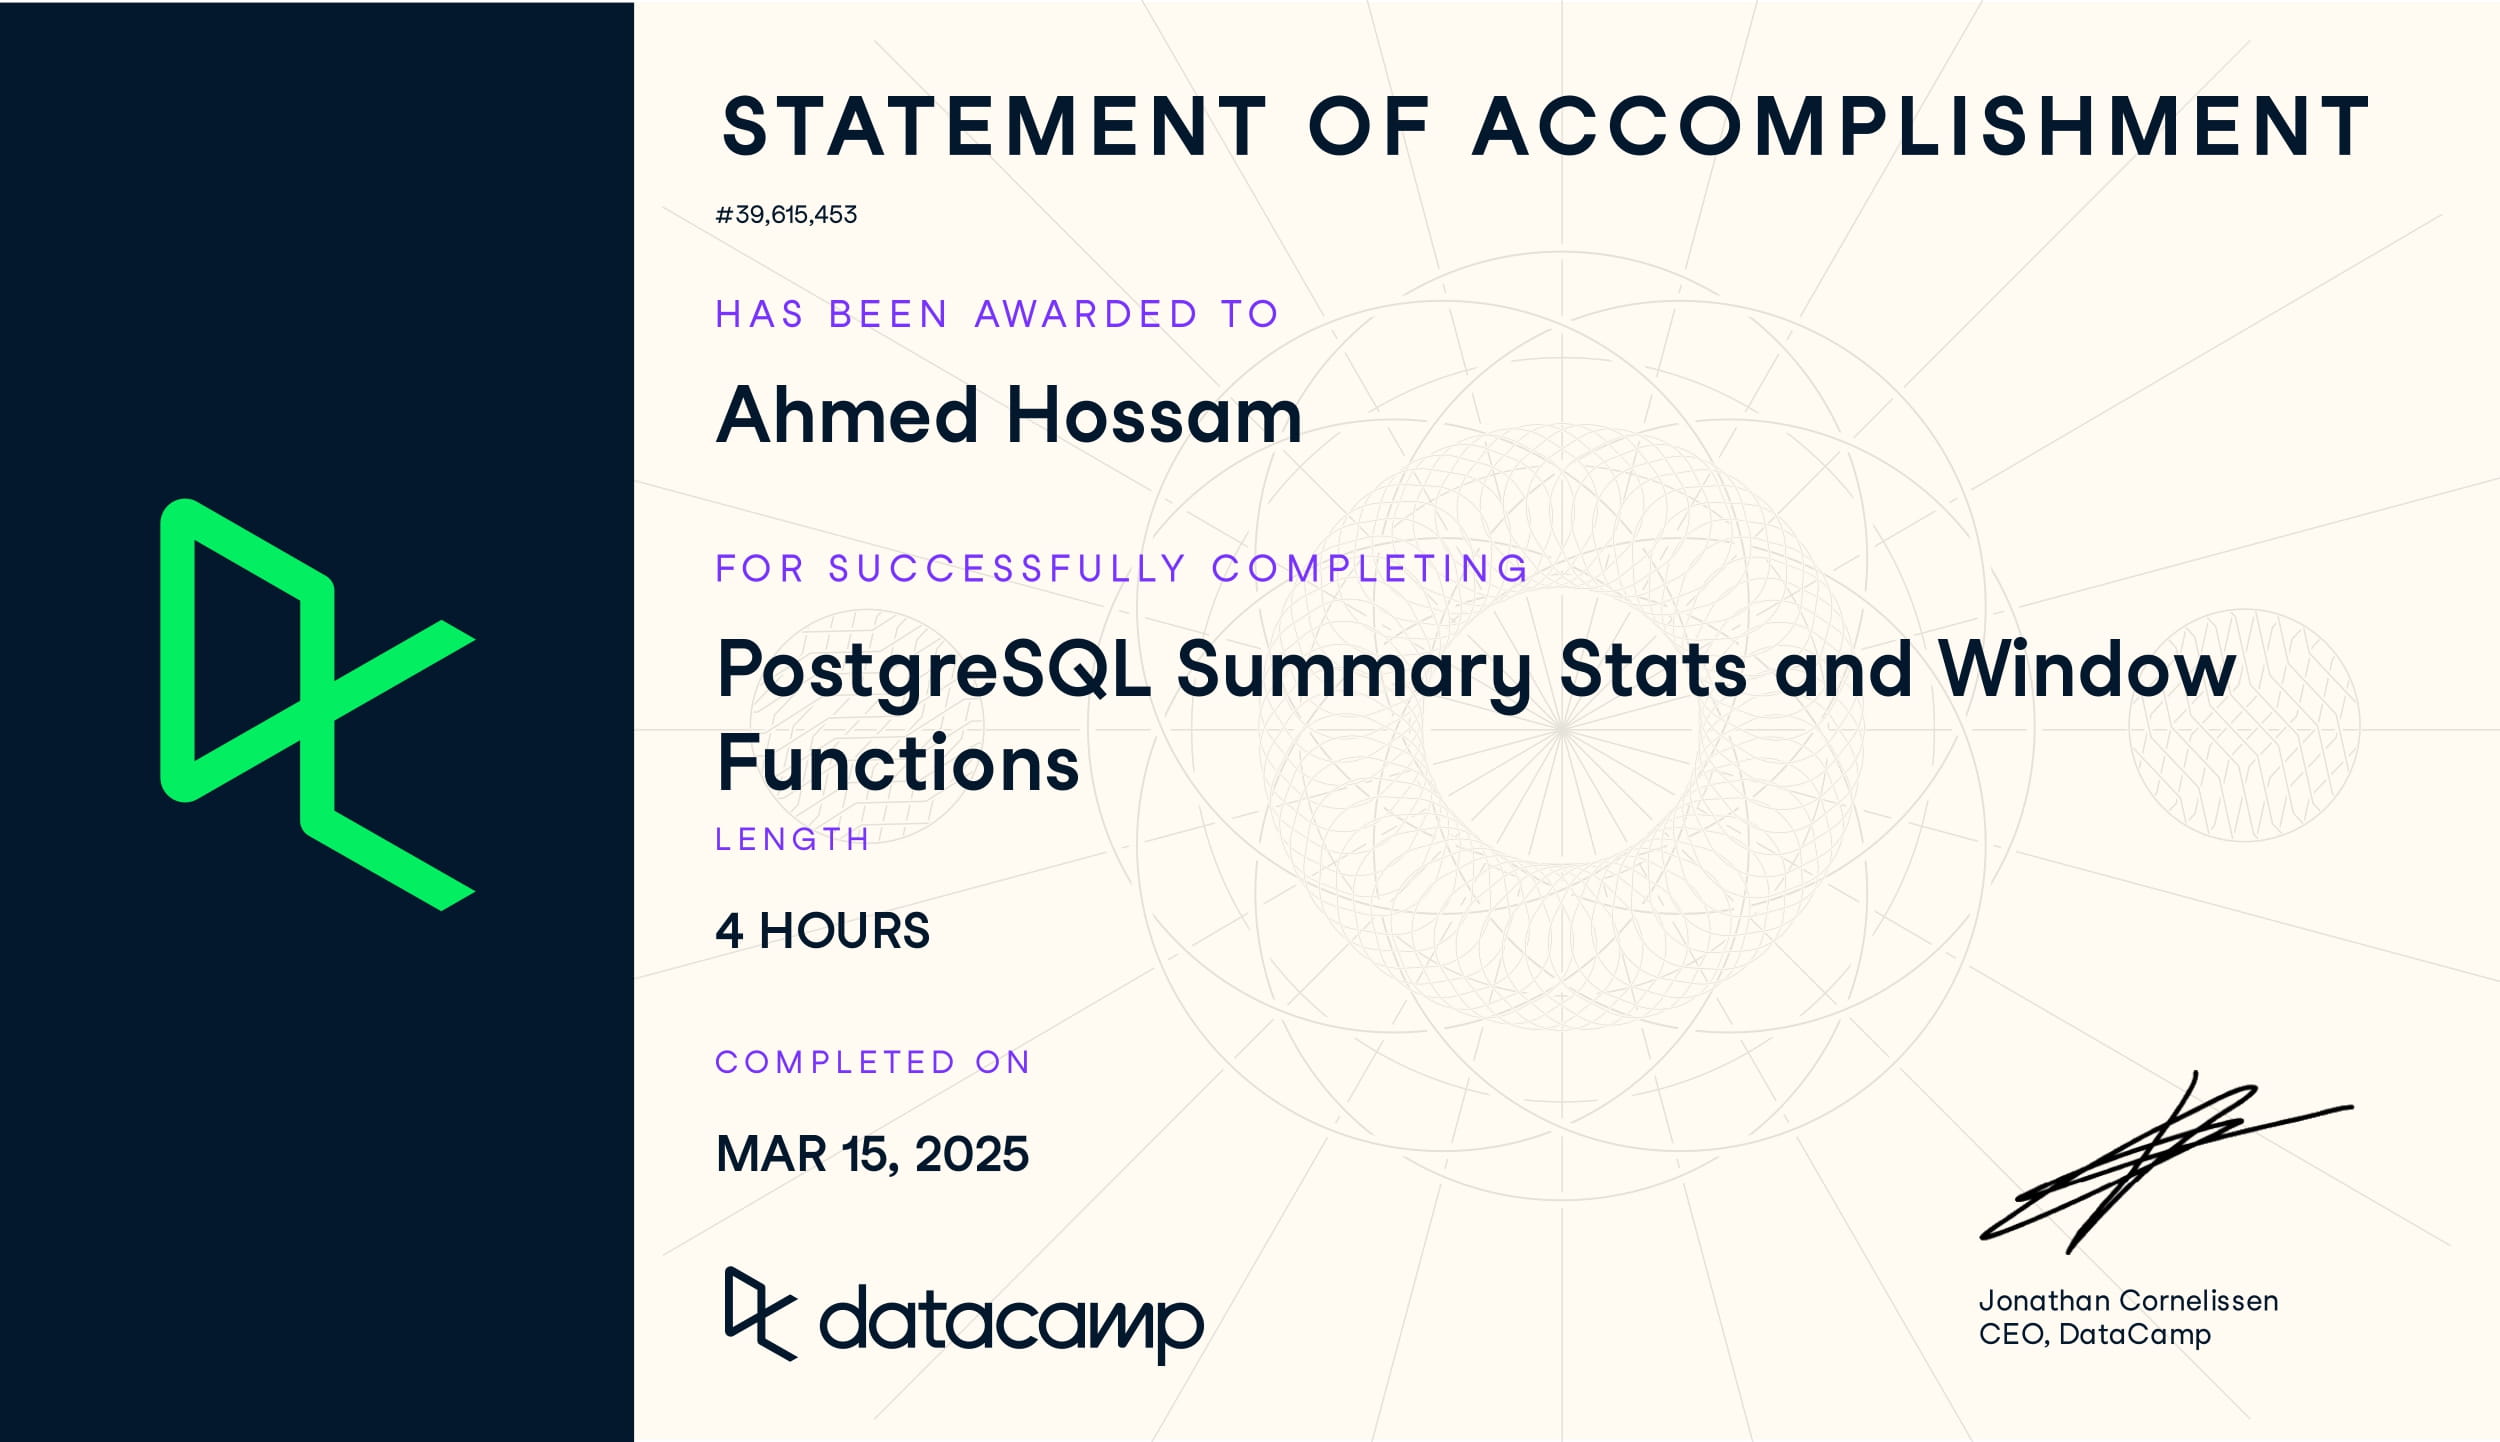 STATEMENT OF ACCOMPLISHMENT
#39,615,453
HAS BEEN AWARDED TO
Ahmed Hossam
FOR SUCCESSFULLY COMPLETING
PostgreSQL Summary Stats and Window
Functions
LENGTH
4 HOURS
COMPLETED ON
MAR 15, 2025
datacamp
Jonathan Cornelissen
CEO, DataCamp